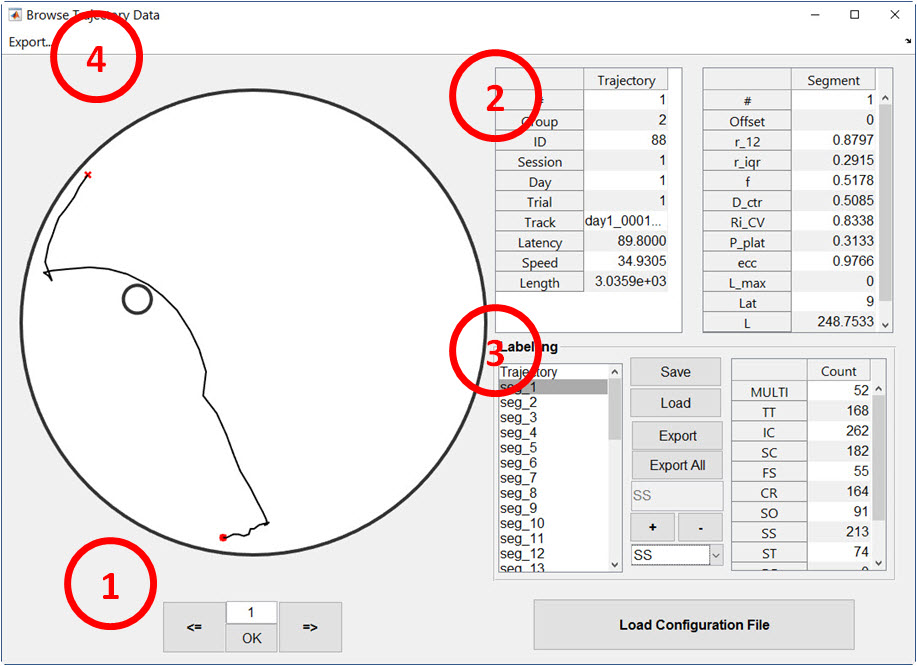 Browse Trajectory Data
Export..
4
2
Trajectory
# 1
Group 2
ID 88
Session 1
Day 1
Trial 1
Track day1_0001...
Latency 89.8000
Speed 34.9305
Length 3.0359e+03
Segment
# 1
Offset 0
r_12 0.8797
r_iqr 0.2915
f 0.5178
D_ctr 0.5085
Ri_CV 0.8338
P_plat 0.3133
ecc 0.9766
L_max 0
Lat 9
L 248.7533
3
Labeling
Trajectory
seg_1
seg_2
seg_3
seg_4
seg_5
seg_6
seg_7
seg_8
seg_9
seg_10
seg_11
seg_12
seg_13
Save
Load
Export
Export All
SS
+ -
SS
Count
MULTI 52
TT 168
IC 262
SC 182
FS 55
CR 164
SO 91
SS 213
ST 74
1
<= 1 =>
OK
Load Configuration File